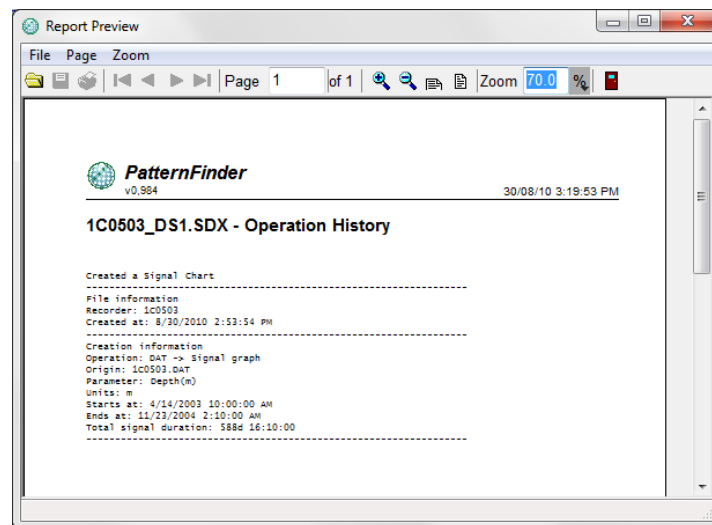 Report Preview
File Page Zoom
Page 1 of 1 Zoom 70.0 %
PatternFinder
v0,984
30/08/10 3:19:53 PM
1C0503_DS1.SDX - Operation History
Created a Signal Chart
--------------------------------------------------------------------------------
File information
Recorder: 1C0503
Created at: 8/30/2010 2:53:54 PM
--------------------------------------------------------------------------------
Creation information
Operation: DAT -> Signal graph
Origin: 1C0503.DAT
Parameter: Depth(m)
Units: m
Starts at: 4/14/2003 10:00:00 AM
Ends at: 11/23/2004 2:10:00 AM
Total signal duration: 588d 16:10:00
--------------------------------------------------------------------------------